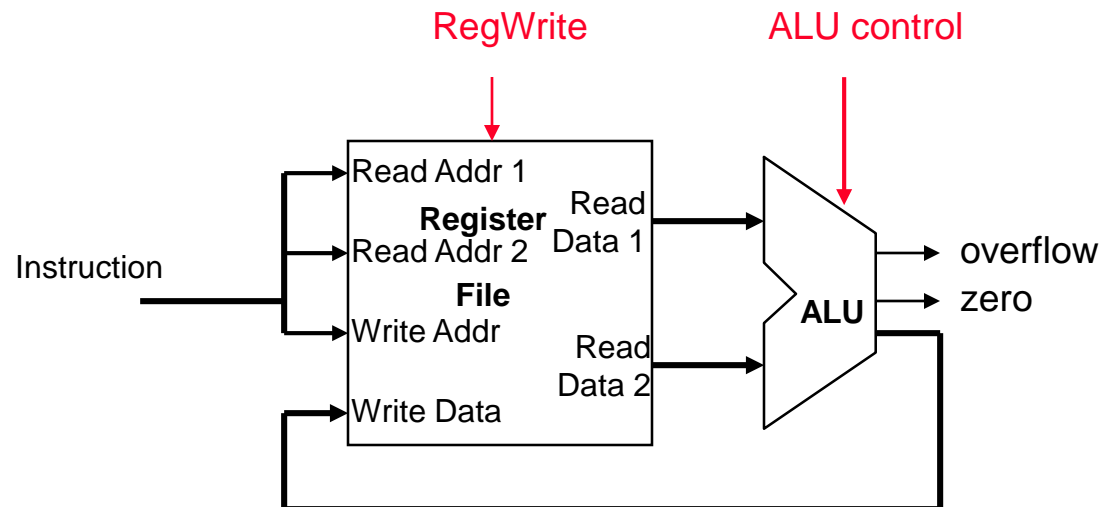 RegWrite
ALU control
Instruction
Read Addr 1
Register
Read Addr 2
File
Write Addr
Write Data
Read
Data 1
Read
Data 2
ALU
overflow
zero